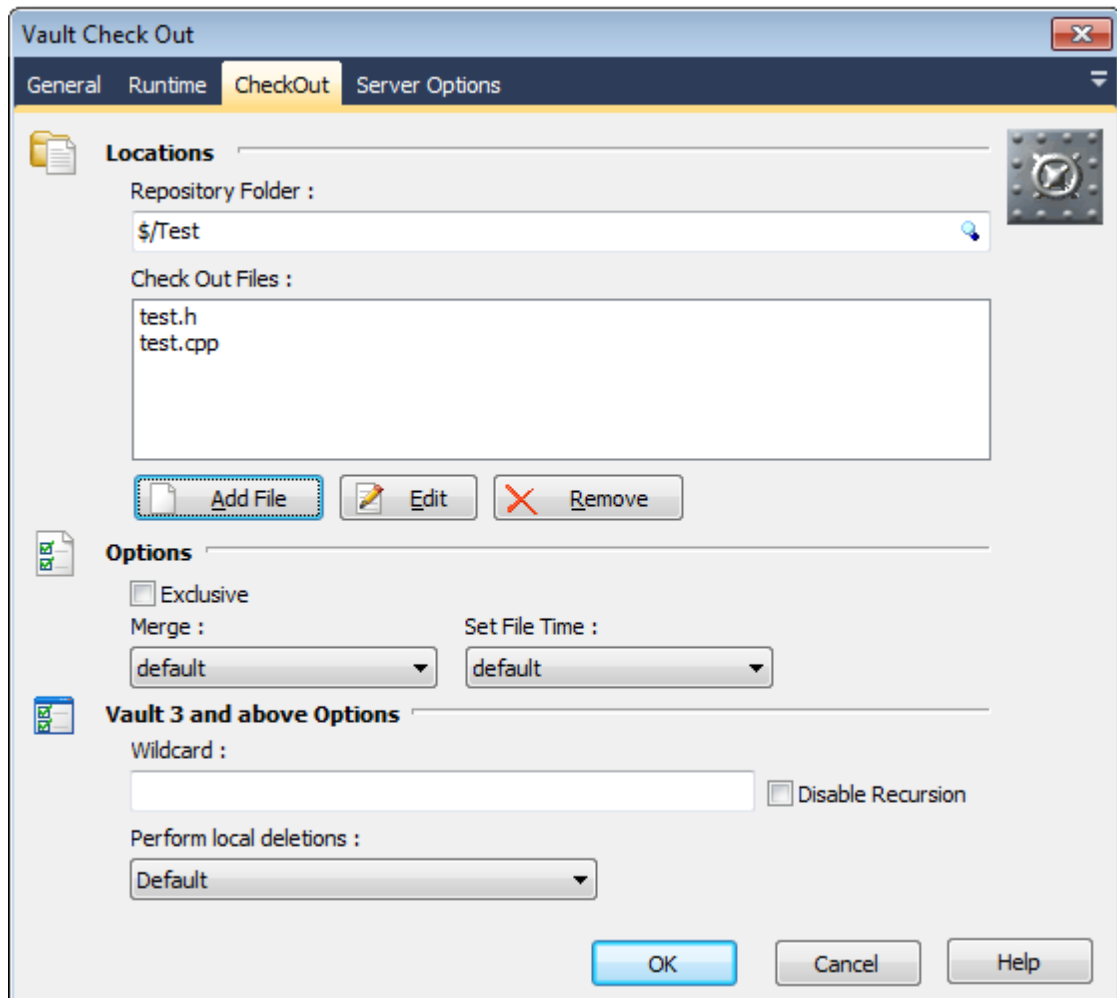 Vault Check Out
General Runtime CheckOut Server Options
Locations
Repository Folder :
$/Test
Check Out Files :
test.h
test.cpp
Add File Edit Remove
Options
Exclusive
Merge : Set File Time :
default default
Vault 3 and above Options
Wildcard :
Disable Recursion
Perform local deletions :
Default
OK Cancel Help